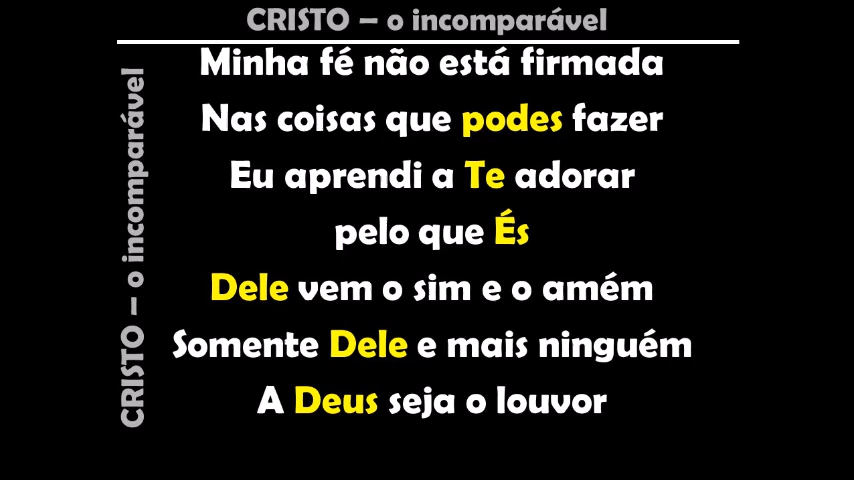 CRISTO – o incomparável
CRISTO – o incomparável
Minha fé não está firmada
Nas coisas que podes fazer
Eu aprendi a Te adorar
pelo que És
Dele vem o sim e o amém
Somente Dele e mais ninguém
A Deus seja o louvor